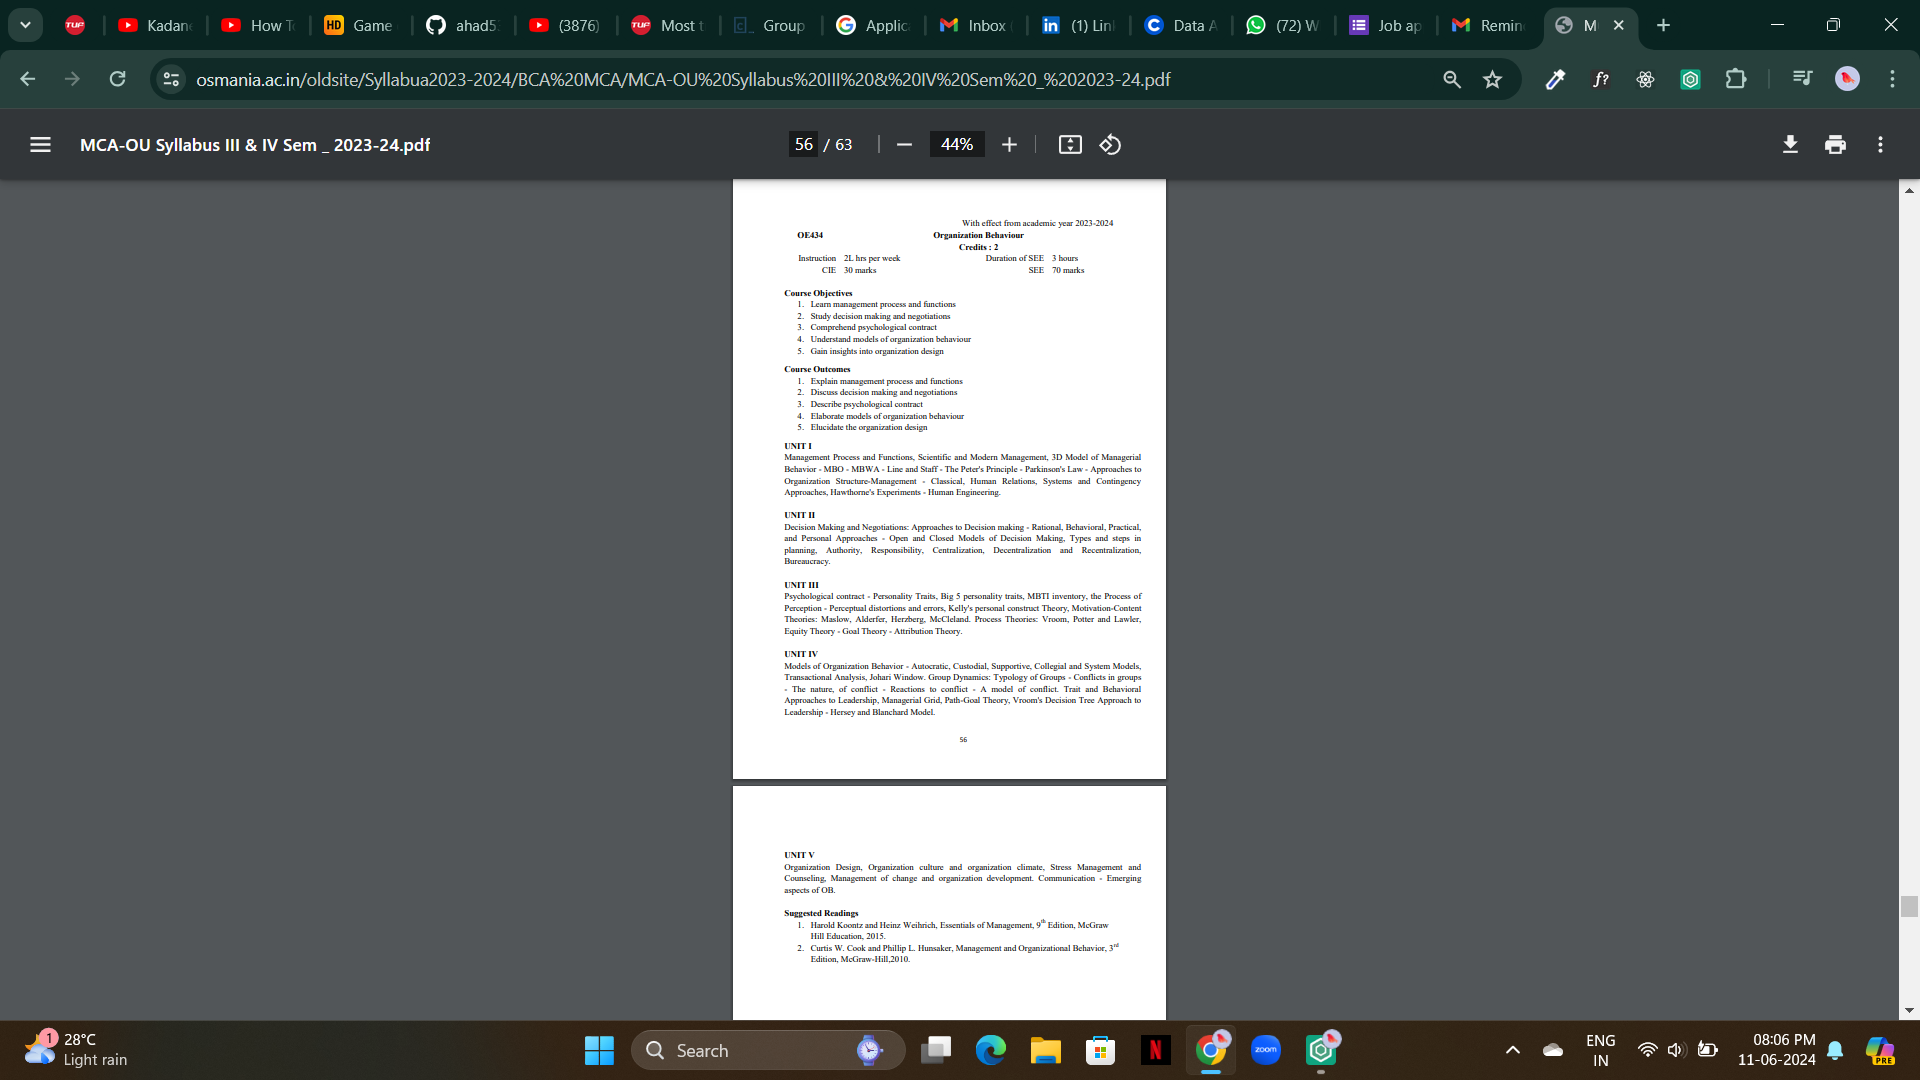 Kadan
How T
Game
ahad5
(3876)
Most t
Group
Applic
Inbox
(1) Lin
Data A
(72) W
Job ap
Remin
M
osmania.ac.in/oldsite/Syllabua2023-2024/BCA%20MCA/MCA-OU%20Syllabus%20III%20&%20IV%20Sem%20_%202023-24.pdf
MCA-OU Syllabus III & IV Sem _ 2023-24.pdf
56 / 63
44%
With effect from academic year 2023-2024
OE434 Organization Behaviour
Credits : 2
Instruction 2L hrs per week Duration of SEE 3 hours
CIE 30 marks SEE 70 marks
Course Objectives
1. Learn management process and functions
2. Study decision making and negotiations
3. Comprehend psychological contract
4. Understand models of organization behaviour
5. Gain insights into organization design
Course Outcomes
1. Explain management process and functions
2. Discuss decision making and negotiations
3. Describe psychological contract
4. Elaborate models of organization behaviour
5. Elucidate the organization design
UNIT I
Management Process and Functions, Scientific and Modern Management, 3D Model of Managerial
Behavior - MBO - MBWA - Line and Staff - The Peter's Principle - Parkinson's Law - Approaches to
Organization Structure-Management - Classical, Human Relations, Systems and Contingency
Approaches, Hawthorne's Experiments - Human Engineering.
UNIT II
Decision Making and Negotiations: Approaches to Decision making - Rational, Behavioral, Practical,
and Personal Approaches - Open and Closed Models of Decision Making, Types and steps in
planning, Authority, Responsibility, Centralization, Decentralization and Recentralization,
Bureaucracy.
UNIT III
Psychological contract - Personality Traits, Big 5 personality traits, MBTI inventory, the Process of
Perception - Perceptual distortions and errors, Kelly's personal construct Theory, Motivation-Content
Theories: Maslow, Alderfer, Herzberg, McCleland. Process Theories: Vroom, Potter and Lawler,
Equity Theory - Goal Theory - Attribution Theory.
UNIT IV
Models of Organization Behavior - Autocratic, Custodial, Supportive, Collegial and System Models,
Transactional Analysis, Johari Window. Group Dynamics: Typology of Groups - Conflicts in groups
- The nature, of conflict - Reactions to conflict - A model of conflict. Trait and Behavioral
Approaches to Leadership, Managerial Grid, Path-Goal Theory, Vroom's Decision Tree Approach to
Leadership - Hersey and Blanchard Model.
56
UNIT V
Organization Design, Organization culture and organization climate, Stress Management and
Counseling, Management of change and organization development. Communication - Emerging
aspects of OB.
Suggested Readings
1. Harold Koontz and Heinz Weihrich, Essentials of Management, 9th Edition, McGraw
Hill Education, 2015.
2. Curtis W. Cook and Phillip L. Hunsaker, Management and Organizational Behavior, 3rd
Edition, McGraw-Hill,2010.
1
28°C
Light rain
Search
zoom
ENG
IN
08:06 PM
11-06-2024
PRE